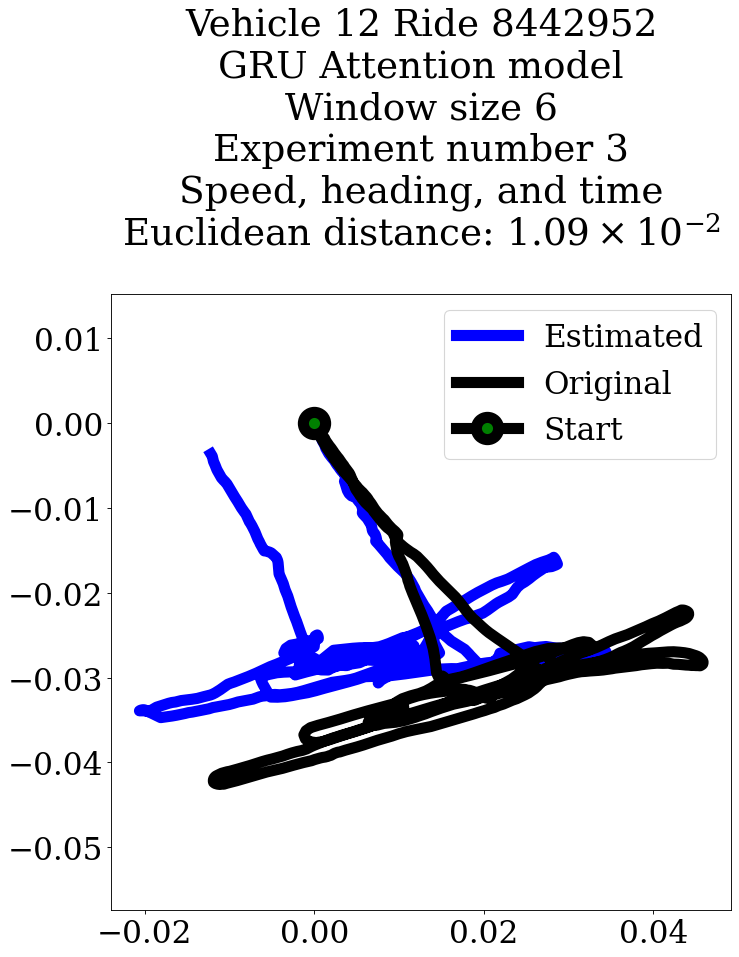 Vehicle 12 Ride 8442952
GRU Attention model
Window size 6
Experiment number 3
Speed, heading, and time
Euclidean distance: 1.09 × 10⁻²
Estimated
Original
Start
0.01
0.00
−0.01
−0.02
−0.03
−0.04
−0.05
−0.02 0.00 0.02 0.04